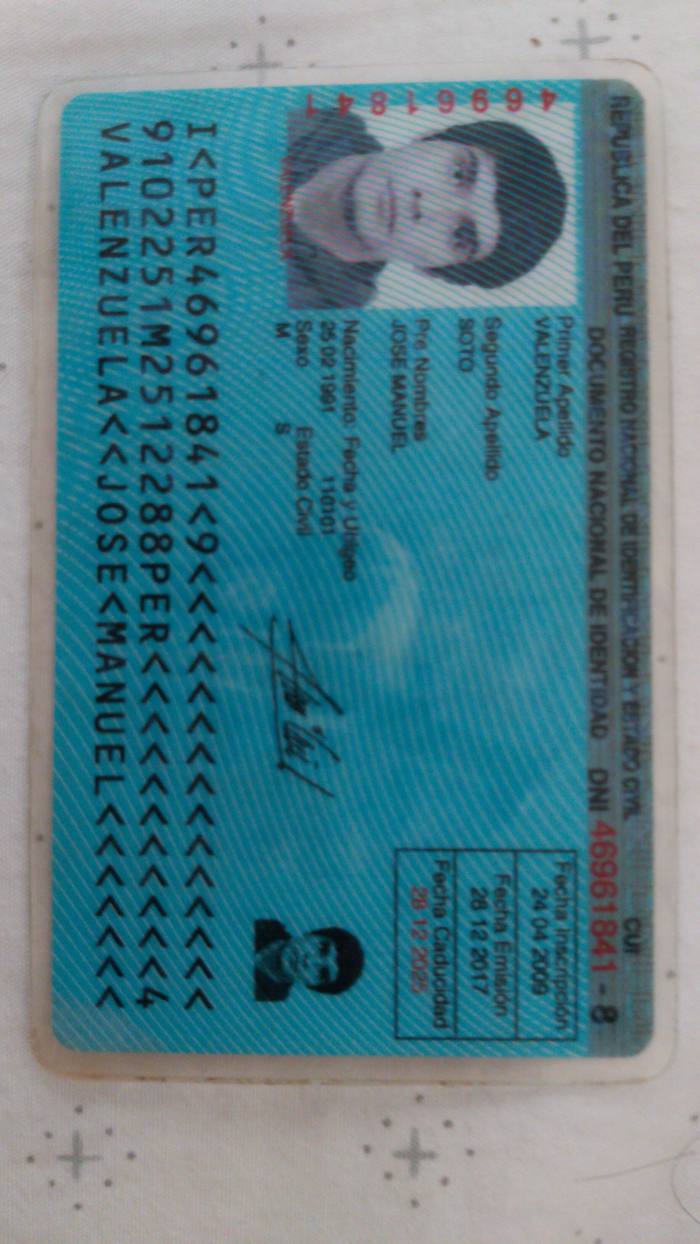 REPUBLICA DEL PERU REGISTRO NACIONAL DE IDENTIFICACION Y ESTADO CIVIL
CUI
DOCUMENTO NACIONAL DE IDENTIDAD DNI 46961841 - 8
46961841
Primer Apellido
VALENZUELA
Segundo Apellido
SOTO
Pre Nombres
JOSE MANUEL
Nacimiento: Fecha y Ubigeo
25 02 1991 110101
Sexo Estado Civil
M S
Fecha Inscripción
24 04 2009
Fecha Emisión
28 12 2017
Fecha Caducidad
28 12 2025
I<PER46961841<9<<<<<<<<<<<<<<<
9102251M2512288PER<<<<<<<<<<<4
VALENZUELA<<JOSE<MANUEL<<<<<<<